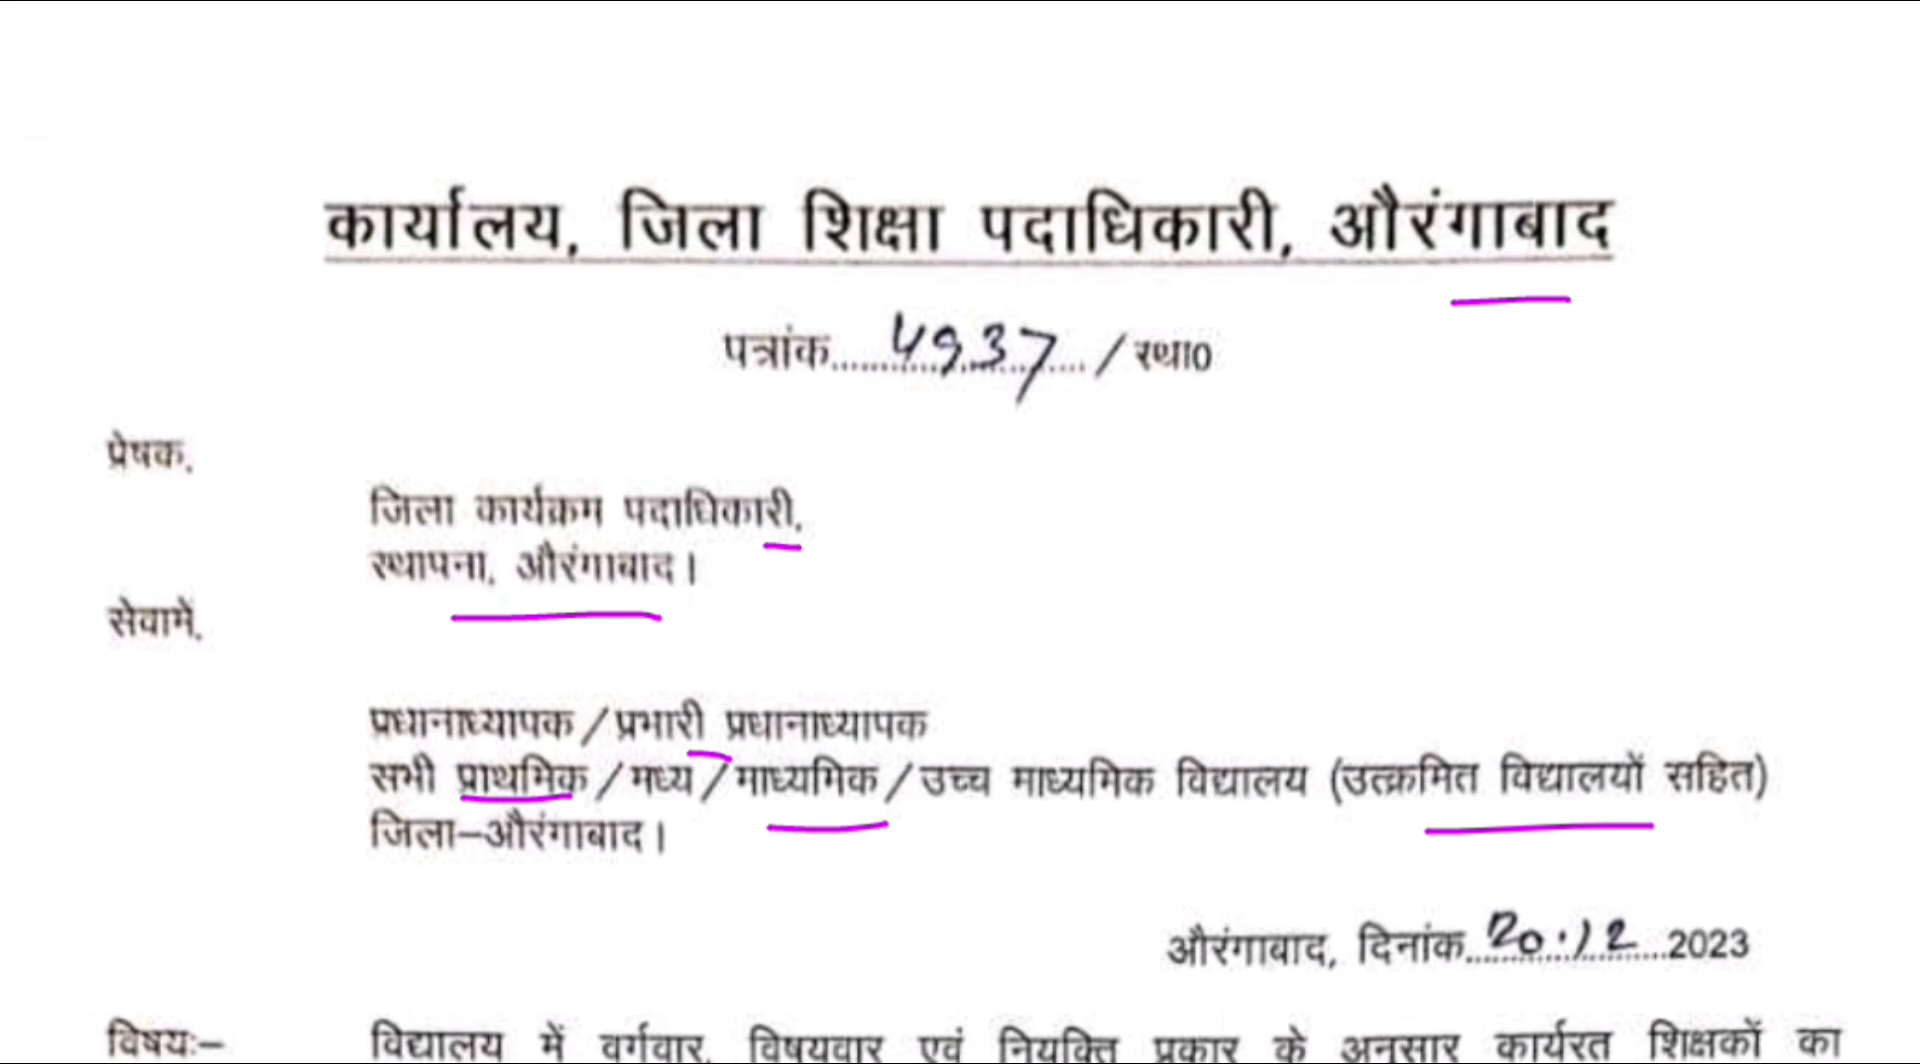 कार्यालय, जिला शिक्षा पदाधिकारी, औरंगाबाद
पत्रांक.....4937...../स्था०
प्रेषक,
जिला कार्यक्रम पदाधिकारी,
स्थापना, औरंगाबाद।
सेवामें,
प्रधानाध्यापक/प्रभारी प्रधानाध्यापक
सभी प्राथमिक/मध्य/माध्यमिक/उच्च माध्यमिक विद्यालय (उत्क्रमित विद्यालयों सहित)
जिला–औरंगाबाद।
औरंगाबाद, दिनांक..20.12...2023
विषयः– विद्यालय में वर्गवार, विषयवार एवं नियुक्ति प्रकार के अनुसार कार्यरत शिक्षकों का